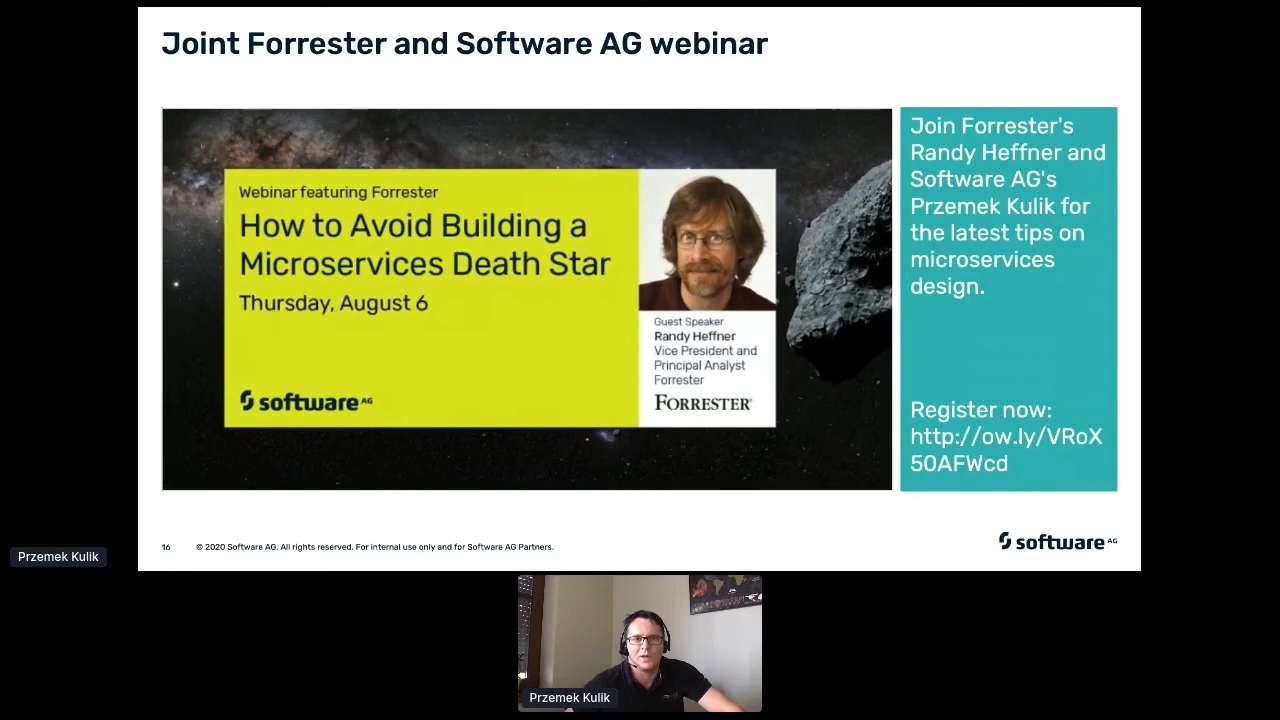 Joint Forrester and Software AG webinar
Webinar featuring Forrester
How to Avoid Building a
Microservices Death Star
Thursday, August 6
software AG
Guest Speaker
Randy Heffner
Vice President and
Principal Analyst
Forrester
FORRESTER®
Join Forrester's
Randy Heffner and
Software AG's
Przemek Kulik for
the latest tips on
microservices
design.
Register now:
http://ow.ly/VRoX
50AFWcd
16 © 2020 Software AG. All rights reserved. For internal use only and for Software AG Partners.
software AG
Przemek Kulik
Przemek Kulik